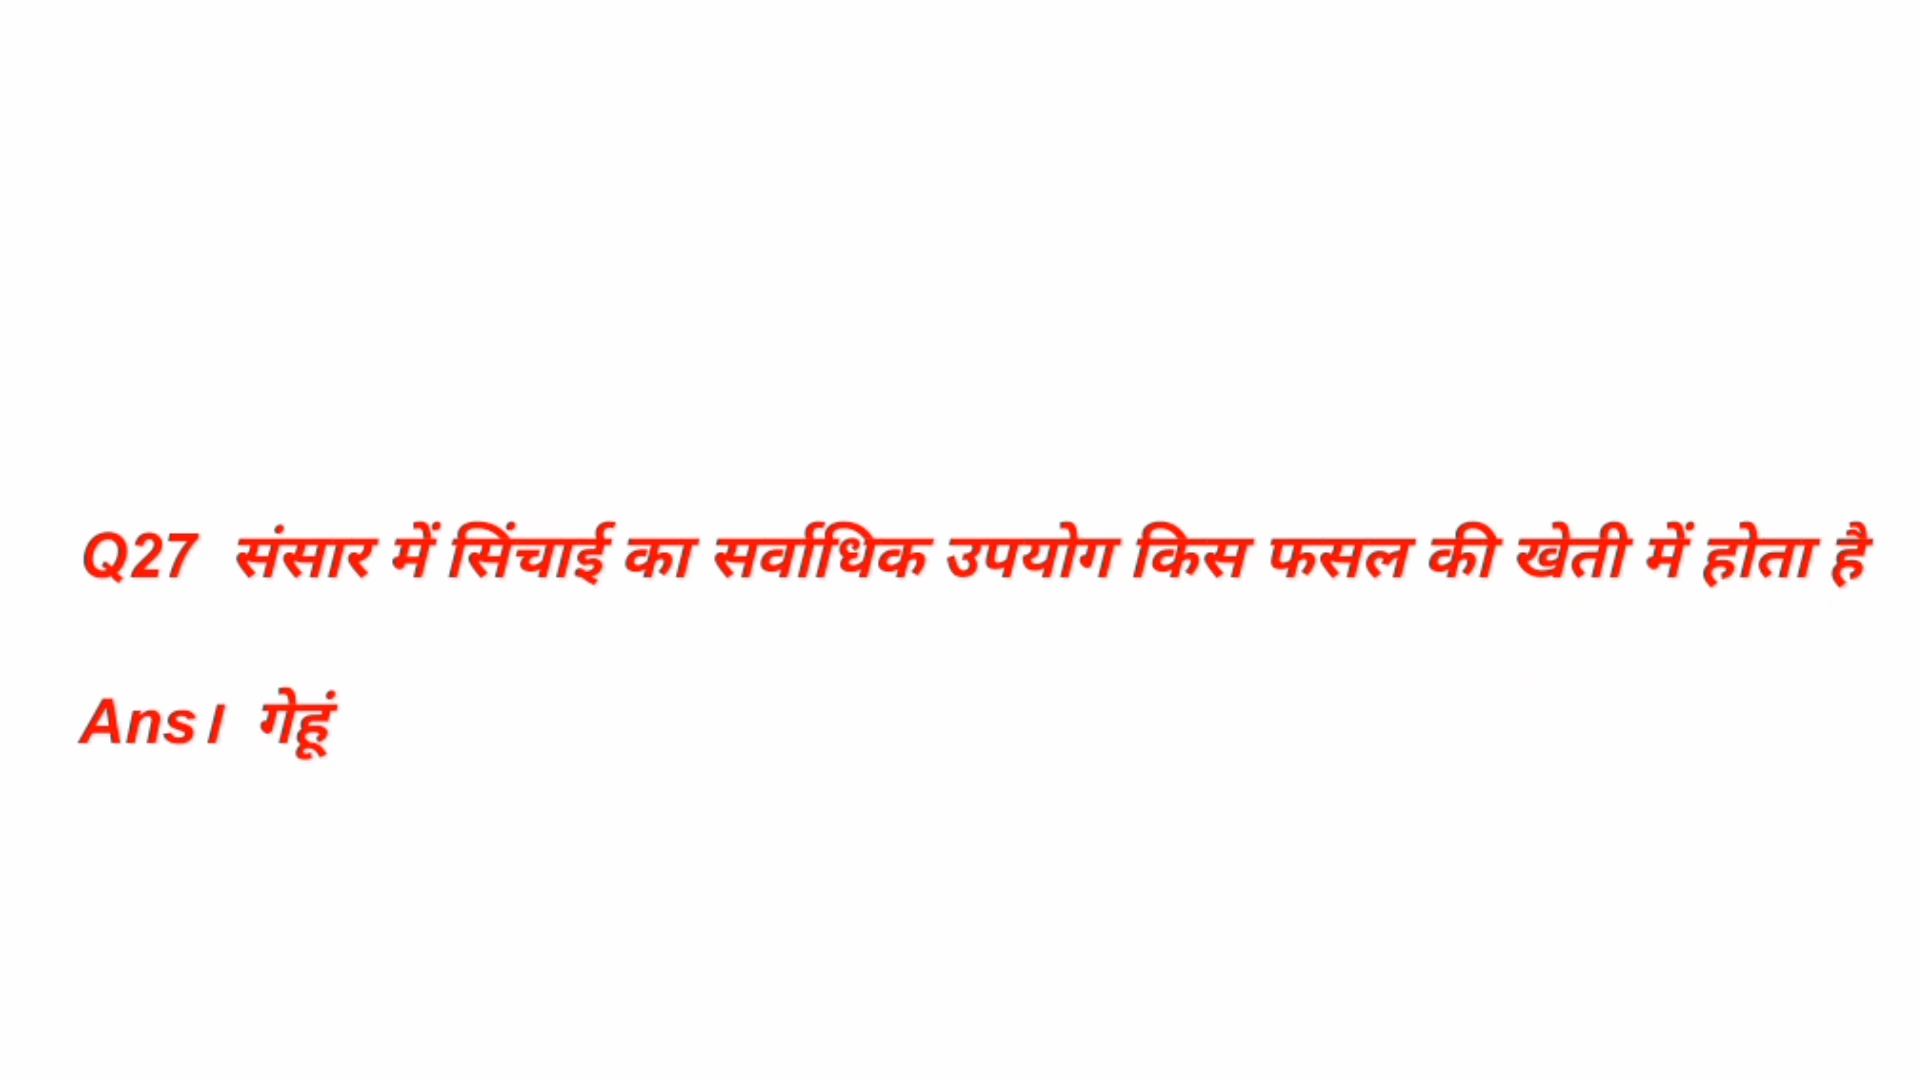 Q27 संसार में सिंचाई का सर्वाधिक उपयोग किस फसल की खेती में होता है
Ans। गेहूं